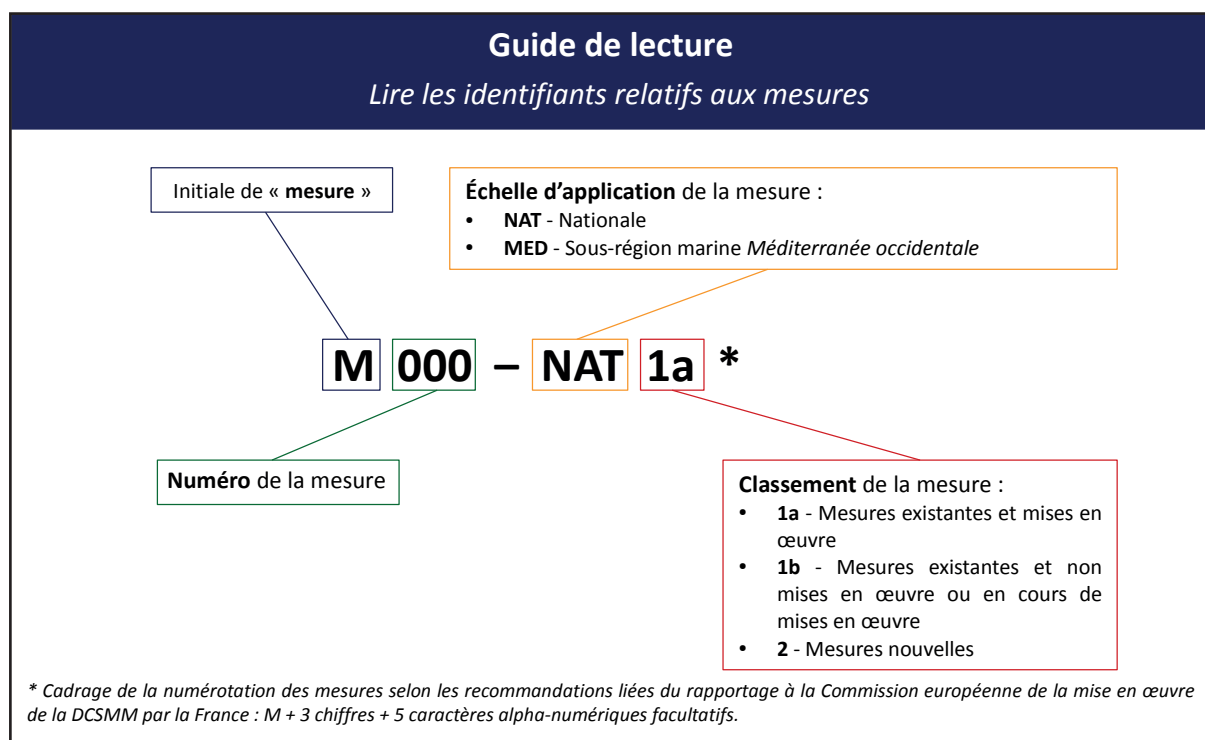 Guide de lecture
Lire les identifiants relatifs aux mesures
Initiale de « mesure »
Échelle d'application de la mesure :
• NAT - Nationale
• MED - Sous-région marine Méditerranée occidentale
M 000 – NAT 1a *
Numéro de la mesure
Classement de la mesure :
• 1a - Mesures existantes et mises en
œuvre
• 1b - Mesures existantes et non
mises en œuvre ou en cours de
mises en œuvre
• 2 - Mesures nouvelles
* Cadrage de la numérotation des mesures selon les recommandations liées du rapportage à la Commission européenne de la mise en œuvre
de la DCSMM par la France : M + 3 chiffres + 5 caractères alpha-numériques facultatifs.